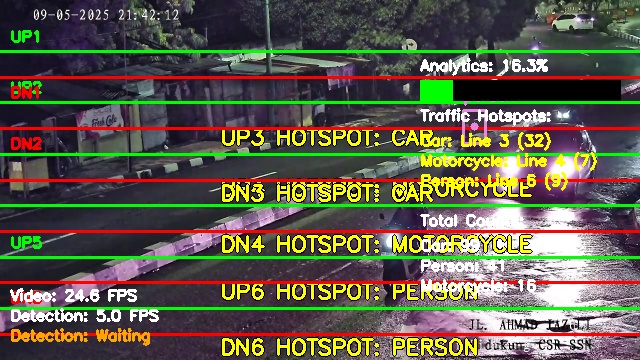 09-05-2025 21:42:12
UP1
Analytics: 16.3%
DN1
Traffic Hotspots:
UP3 HOTSPOT: CAR
DN2
Car: Line 3 (32)
Motorcycle: Line 4 (7)
Person: Line 6 (9)
DN3 HOTSPOT: CAR
Total
UP5
DN4 HOTSPOT: MOTORCYCLE
Person: 41
Motorcycle: 16
UP6 HOTSPOT: PERSON
Video: 24.6 FPS
Detection: 5.0 FPS
Detection: Waiting
JL. AHMAD
CSR-SSN
DN6 HOTSPOT: PERSON